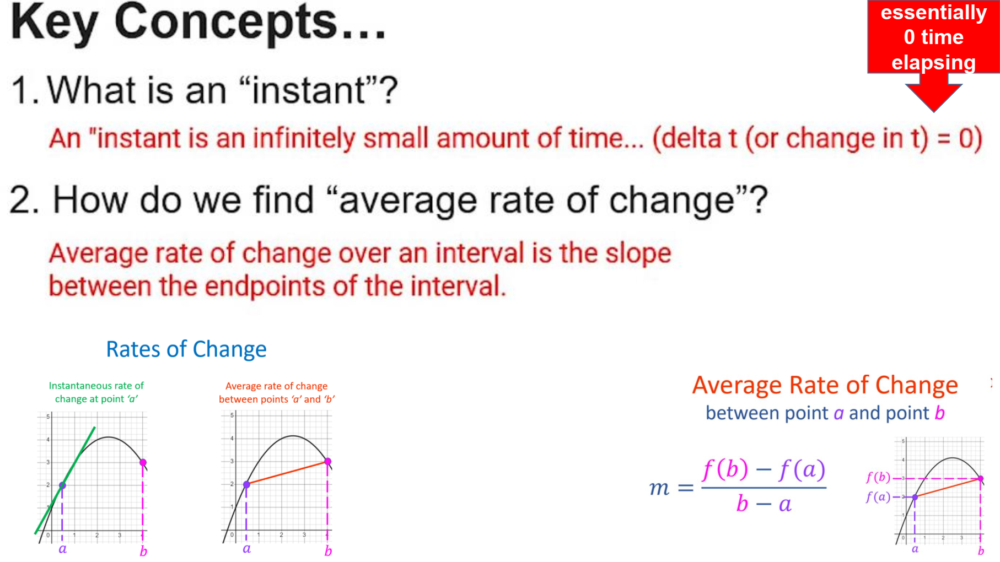 Key Concepts...
essentially
0 time
elapsing
1. What is an “instant”?
An "instant is an infinitely small amount of time... (delta t (or change in t) = 0)
2. How do we find “average rate of change”?
Average rate of change over an interval is the slope
between the endpoints of the interval.
Rates of Change
Instantaneous rate of
change at point ‘a’
5
4
3
2
1
0 1 2 3 4
a b
Average rate of change
between points ‘a’ and ‘b’
5
4
3
2
1
0 1 2 3
a b
Average Rate of Change
between point a and point b
m = f(b) − f(a)
b − a
5
4
f(b) 3
f(a) 2
1
0 1 2 3
a b